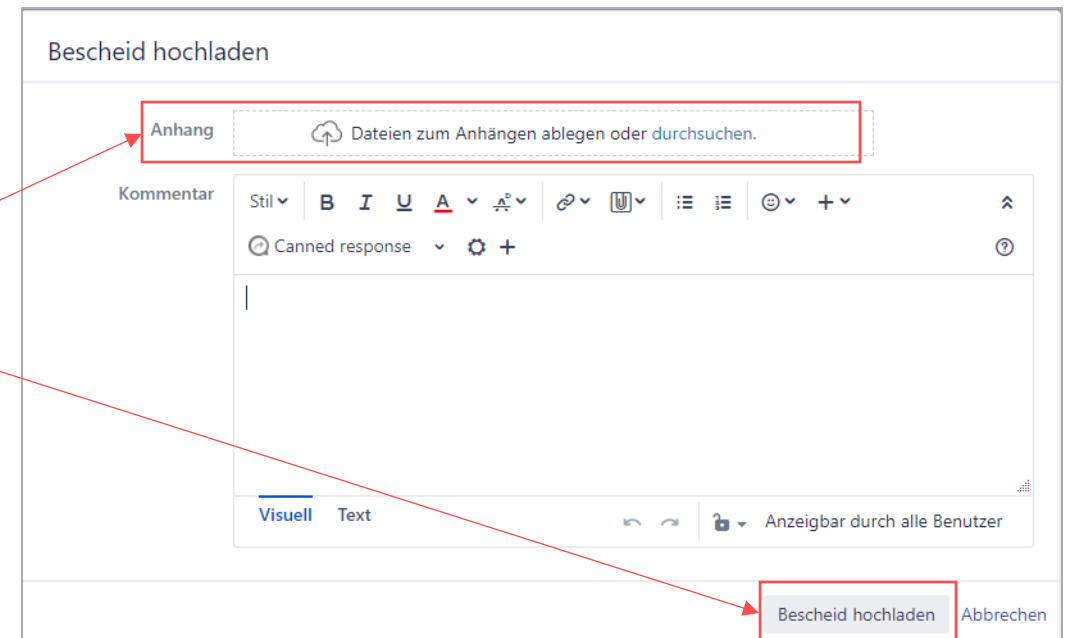 Bescheid hochladen
Anhang Dateien zum Anhängen ablegen oder durchsuchen.
Kommentar Stil B I U A
Canned response
Visuell Text Anzeigbar durch alle Benutzer
Bescheid hochladen Abbrechen